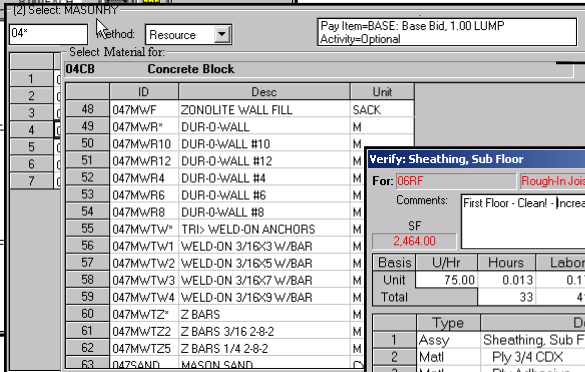 (2) Select: MASONRY
04*
Method:
Resource
Pay Item=BASE: Base Bid, 1.00 LUMP
Activity=Optional
Select Material for:
04CB Concrete Block
ID Desc Unit
48 047MWF ZONOLITE WALL FILL SACK
49 047MWR* DUR-O-WALL M
50 047MWR10 DUR-O-WALL #10 M
51 047MWR12 DUR-O-WALL #12 M
52 047MWR4 DUR-O-WALL #4 M
53 047MWR6 DUR-O-WALL #6 M
54 047MWR8 DUR-O-WALL #8 M
55 047MWTW* TRI> WELD-ON ANCHORS M
56 047MWTW1 WELD-ON 3/16X3 W/BAR M
57 047MWTW2 WELD-ON 3/16X5 W/BAR M
58 047MWTW3 WELD-ON 3/16X7 W/BAR M
59 047MWTW4 WELD-ON 3/16X9 W/BAR M
60 047MWTZ* Z BARS M
61 047MWTZ2 Z BARS 3/16 2-8-2 M
62 047MWTZ5 Z BARS 1/4 2-8-2 M
63 047SAND MASON SAND
1
2
3
4
5
6
7
Verify: Sheathing, Sub Floor
For: 06RF Rough-In Jois
Comments: First Floor - Clean! - Increa
SF
2,464.00
Basis U/Hr Hours Labor
Unit 75.00 0.013 0.1
Total 33 4
Type D
1 Assy Sheathing, Sub F
2 Matl Ply 3/4 CDX
3 Matl Ply Adhesive